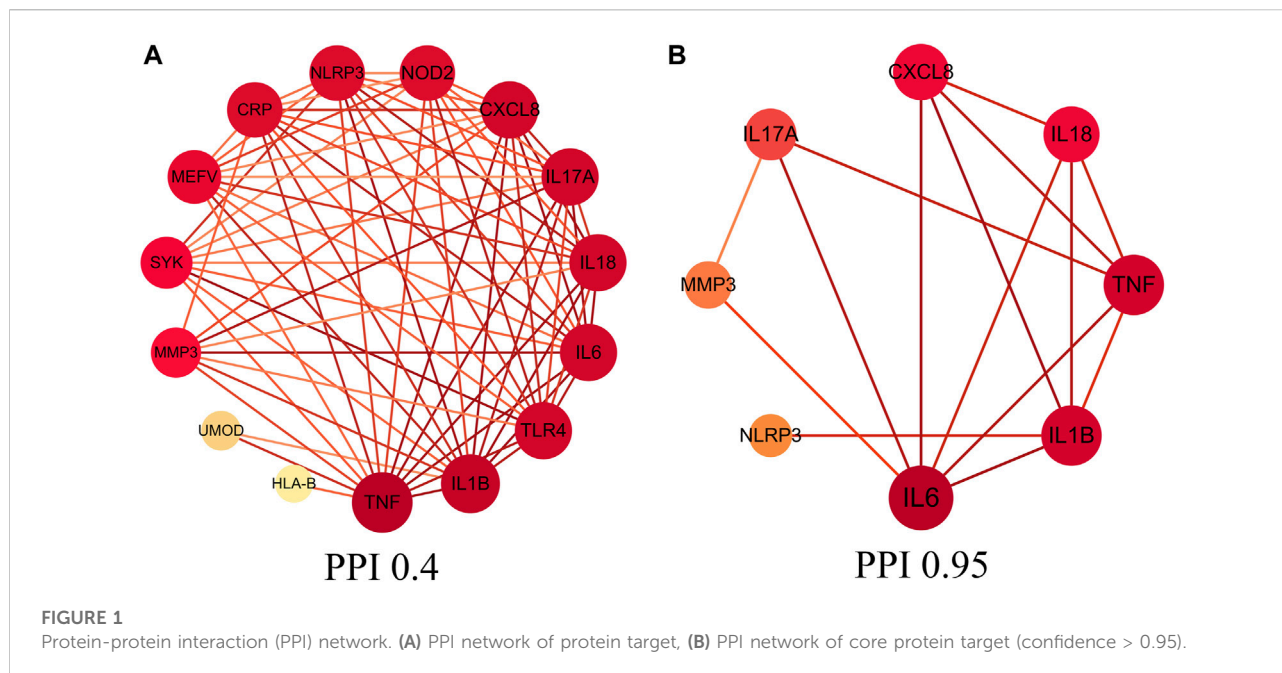 A
NLRP3
NOD2
CRP
CXCL8
MEFV
IL17A
SYK
IL18
MMP3
IL6
UMOD
TLR4
HLA-B
IL1B
TNF
PPI 0.4
B
CXCL8
IL17A
IL18
MMP3
TNF
NLRP3
IL1B
IL6
PPI 0.95
FIGURE 1
Protein-protein interaction (PPI) network. (A) PPI network of protein target, (B) PPI network of core protein target (confidence > 0.95).